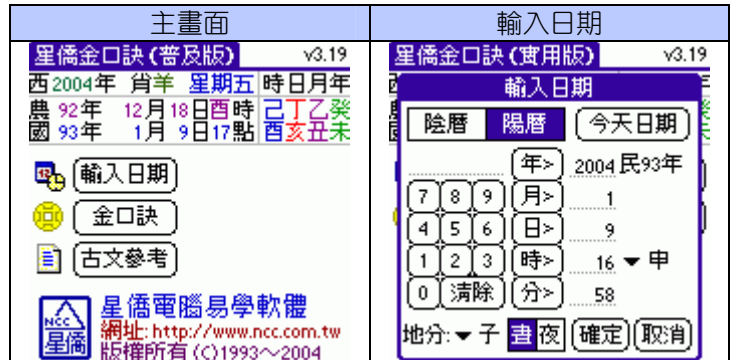 主畫面
星僑金口訣(普及版) v3.19
西2004年 肖羊 星期五 時日月年
農 92年 12月18日酉時 己丁乙癸
國 93年 1月 9日17點 酉亥丑未
輸入日期
金口訣
古文參考
NCC
星僑
星僑電腦易學軟體
網址:http://www.ncc.com.tw
版權所有 (C)1993~2004
輸入日期
星僑金口訣(實用版) v3.19
輸入日期
陰曆 陽曆 今天日期
年> 2004 民93年
7 8 9 月> 1
4 5 6 日> 9
1 2 3 時> 16 申
0 清除 分> 58
地分: 子 晝 夜 確定 取消